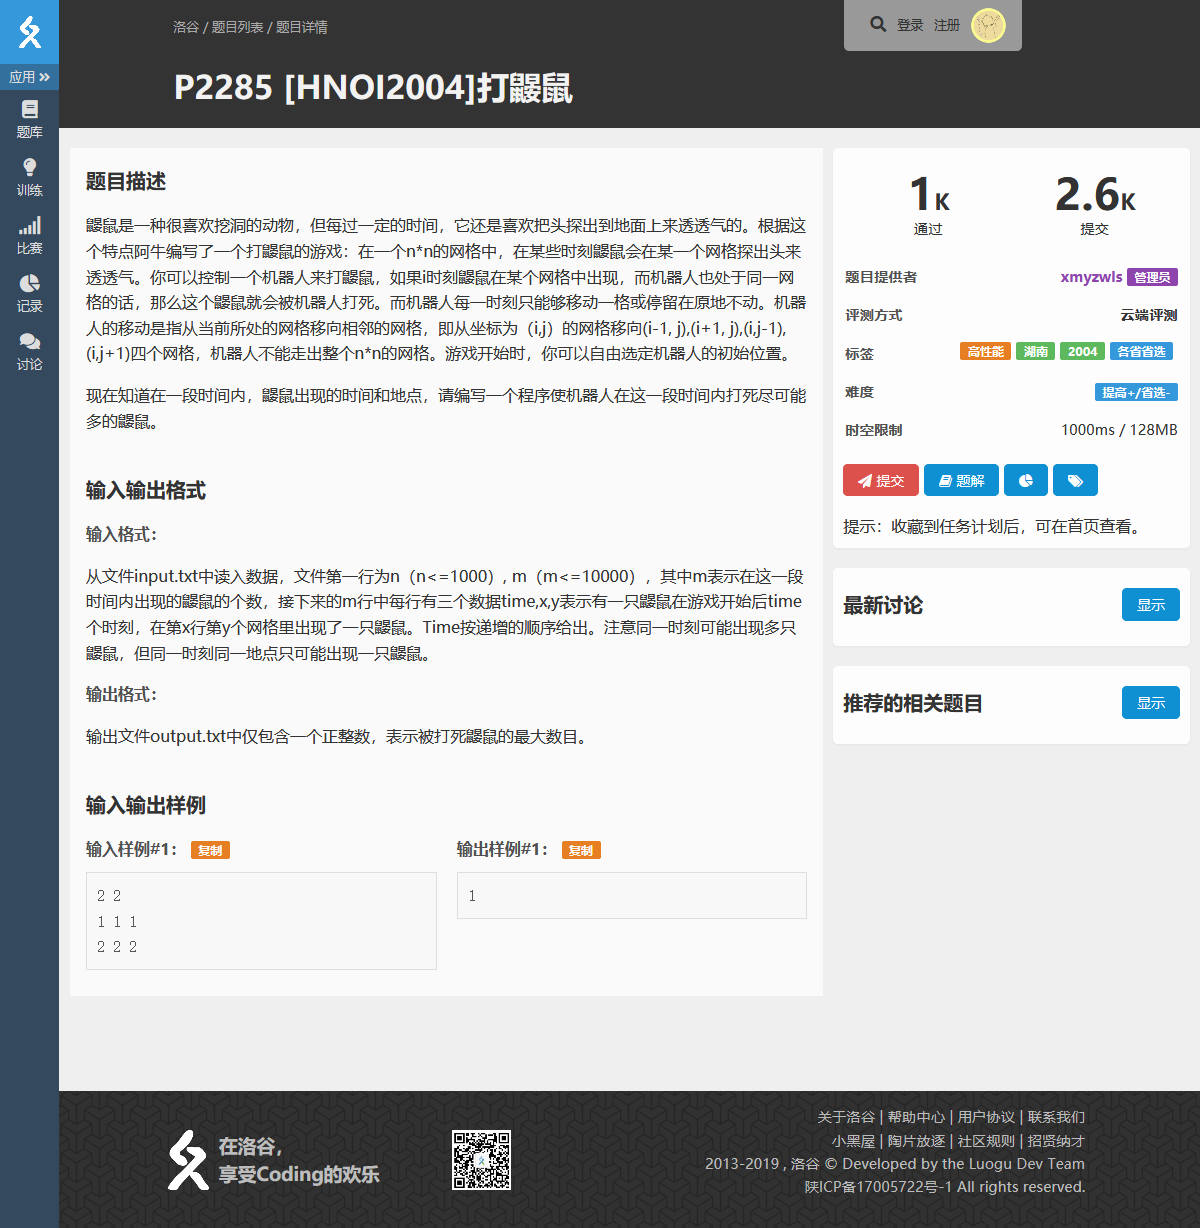 洛谷 / 题目列表 / 题目详情
登录 注册
P2285 [HNOI2004]打鼹鼠
应用
题库
训练
比赛
记录
讨论
题目描述
鼹鼠是一种很喜欢挖洞的动物，但每过一定的时间，它还是喜欢把头探出到地面上来透透气的。根据这
个特点阿牛编写了一个打鼹鼠的游戏：在一个n*n的网格中，在某些时刻鼹鼠会在某一个网格探出头来
透透气。你可以控制一个机器人来打鼹鼠，如果i时刻鼹鼠在某个网格中出现，而机器人也处于同一网
格的话，那么这个鼹鼠就会被机器人打死。而机器人每一时刻只能够移动一格或停留在原地不动。机器
人的移动是指从当前所处的网格移向相邻的网格，即从坐标为（i,j）的网格移向(i-1, j),(i+1, j),(i,j-1),
(i,j+1)四个网格，机器人不能走出整个n*n的网格。游戏开始时，你可以自由选定机器人的初始位置。
现在知道在一段时间内，鼹鼠出现的时间和地点，请编写一个程序使机器人在这一段时间内打死尽可能
多的鼹鼠。
输入输出格式
输入格式：
从文件input.txt中读入数据，文件第一行为n（n<=1000）, m（m<=10000），其中m表示在这一段
时间内出现的鼹鼠的个数，接下来的m行中每行有三个数据time,x,y表示有一只鼹鼠在游戏开始后time
个时刻，在第x行第y个网格里出现了一只鼹鼠。Time按递增的顺序给出。注意同一时刻可能出现多只
鼹鼠，但同一时刻同一地点只可能出现一只鼹鼠。
输出格式：
输出文件output.txt中仅包含一个正整数，表示被打死鼹鼠的最大数目。
输入输出样例
输入样例#1： 复制
2 2
1 1 1
2 2 2
输出样例#1： 复制
1
1K 2.6K
通过 提交
题目提供者 xmyzwls 管理员
评测方式 云端评测
标签 高性能 湖南 2004 各省省选
难度 提高+/省选-
时空限制 1000ms / 128MB
提交 题解
提示：收藏到任务计划后，可在首页查看。
最新讨论 显示
推荐的相关题目 显示
在洛谷，
享受Coding的欢乐
关于洛谷 | 帮助中心 | 用户协议 | 联系我们
小黑屋 | 陶片放逐 | 社区规则 | 招贤纳才
2013-2019 , 洛谷 © Developed by the Luogu Dev Team
陕ICP备17005722号-1 All rights reserved.